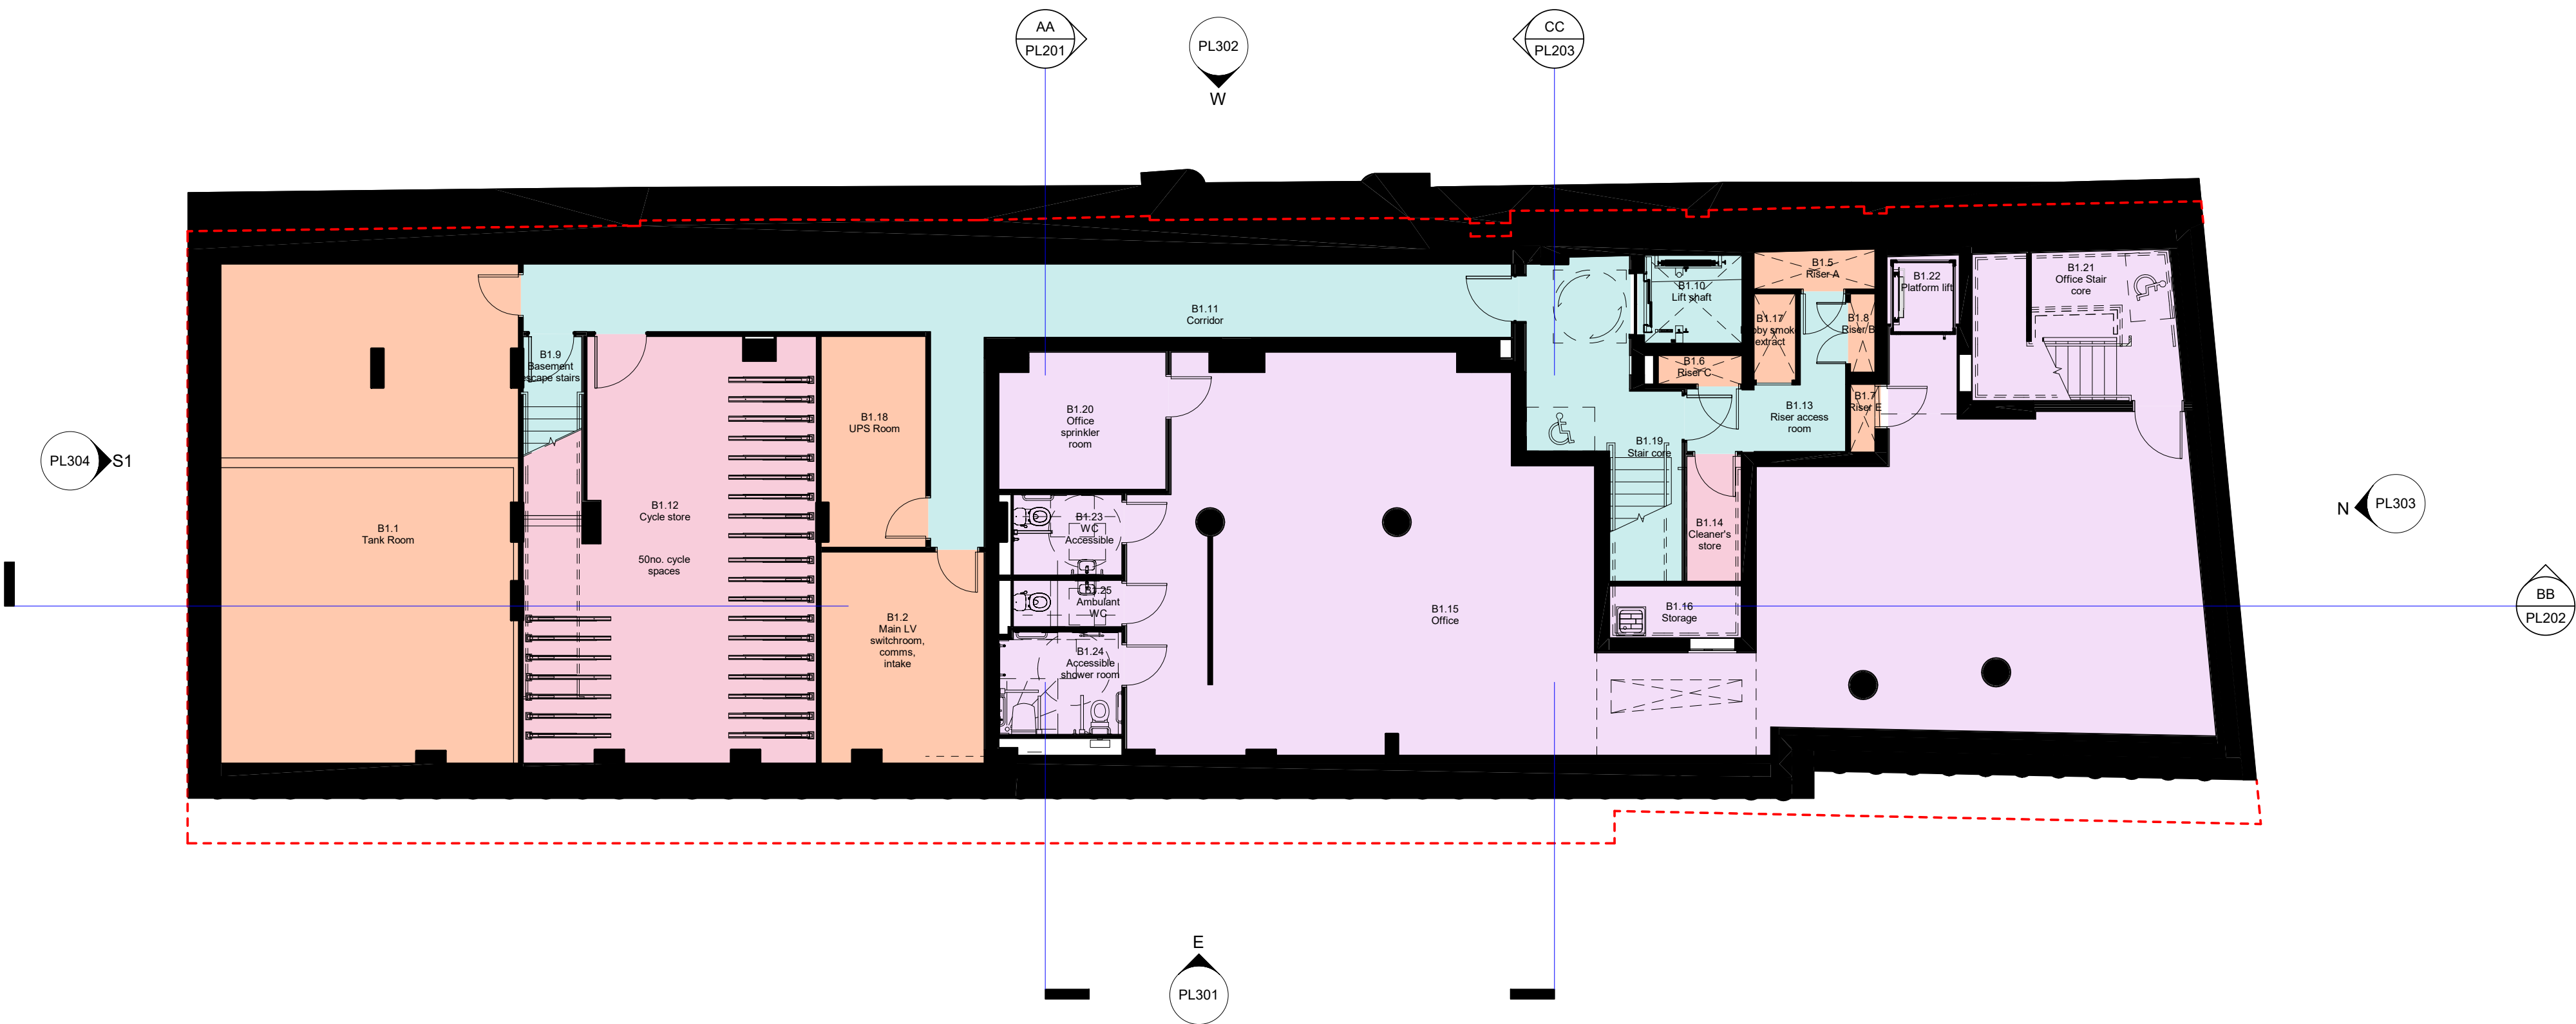 AA
PL201
PL302
W
CC
PL203
B1.5
Riser A
B1.22
Platform lift
B1.21
Office Stair
core
B1.10
Lift shaft
B1.11
Corridor
B1.17
smoke
extract
B1.8
Riser B
B1.9
Basement
stairs
B1.6
Riser C
B1.7
Riser E
B1.13
Riser access
room
B1.20
Office
sprinkler
room
B1.18
UPS Room
B1.19
Stair core
PL304
S1
B1.12
Cycle store
50no. cycle
spaces
B1.1
Tank Room
B1.23
WC
Accessible
B1.14
Cleaner's
store
N
PL303
B1.25
Ambulant
WC
B1.15
Office
B1.16
Storage
BB
PL202
B1.2
Main LV
switchroom,
comms,
intake
B1.24
Accessible
shower room
E
PL301